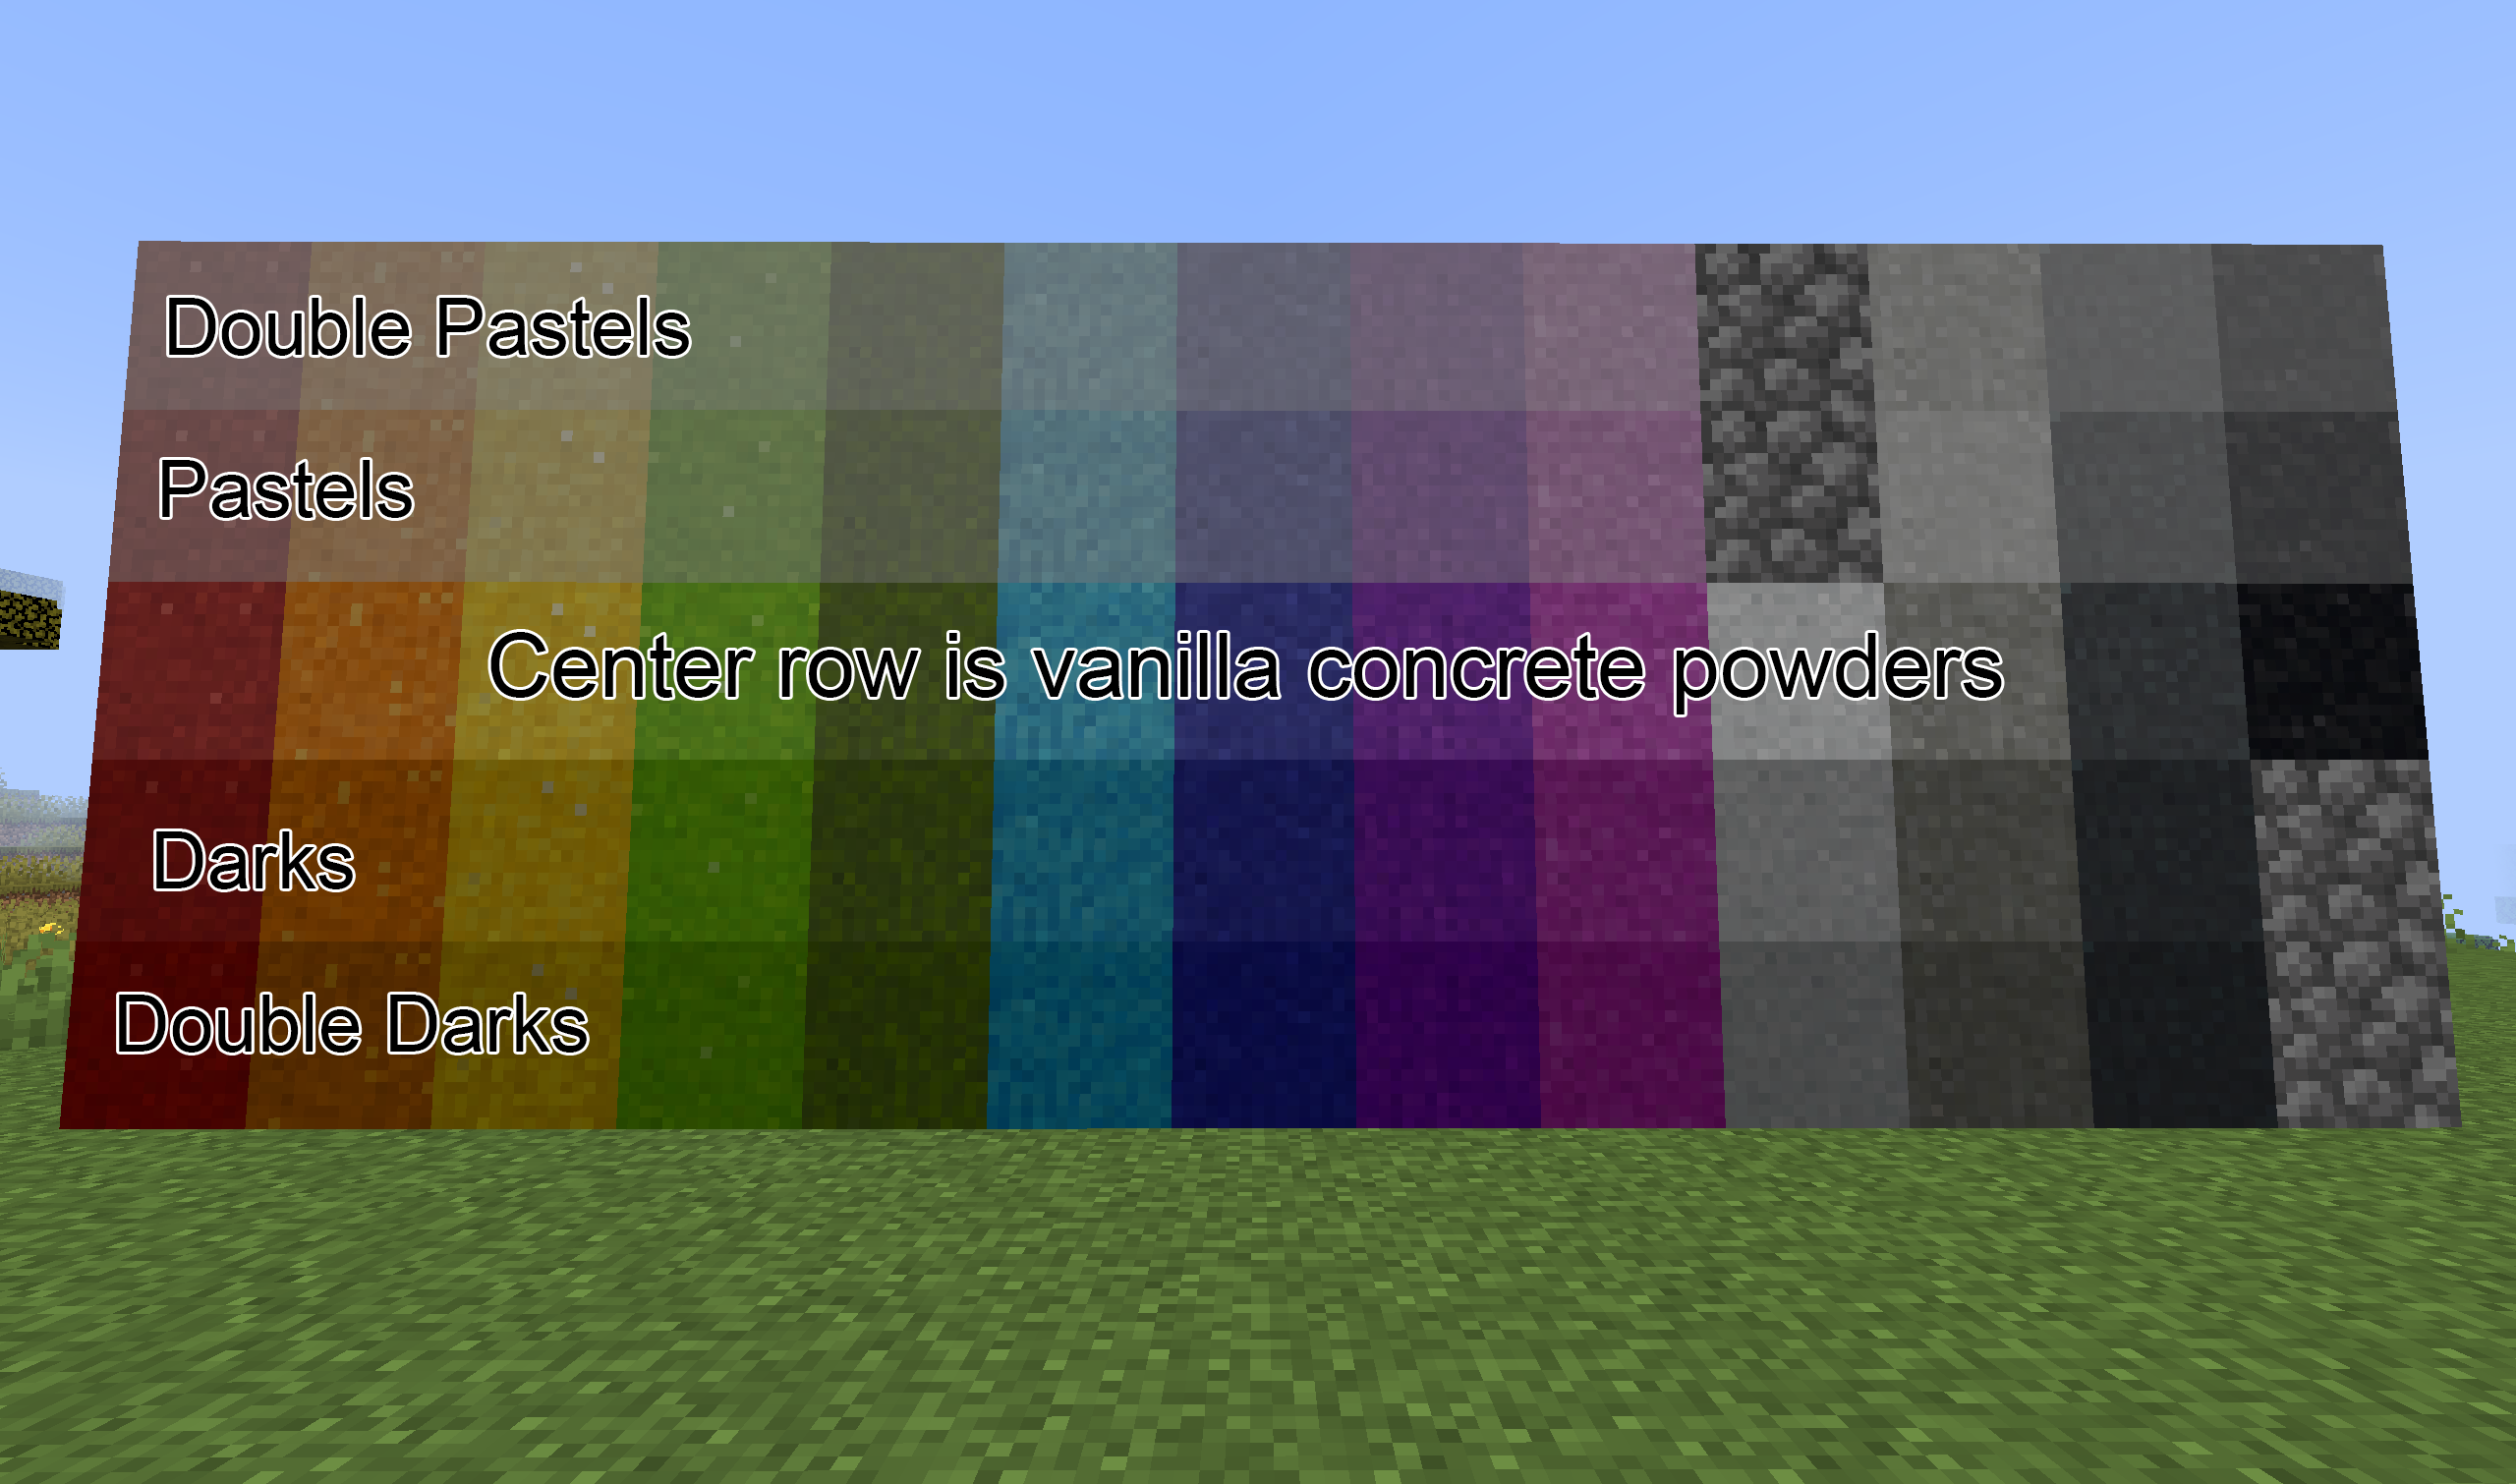 Double Pastels
Pastels
Center row is vanilla concrete powders
Darks
Double Darks